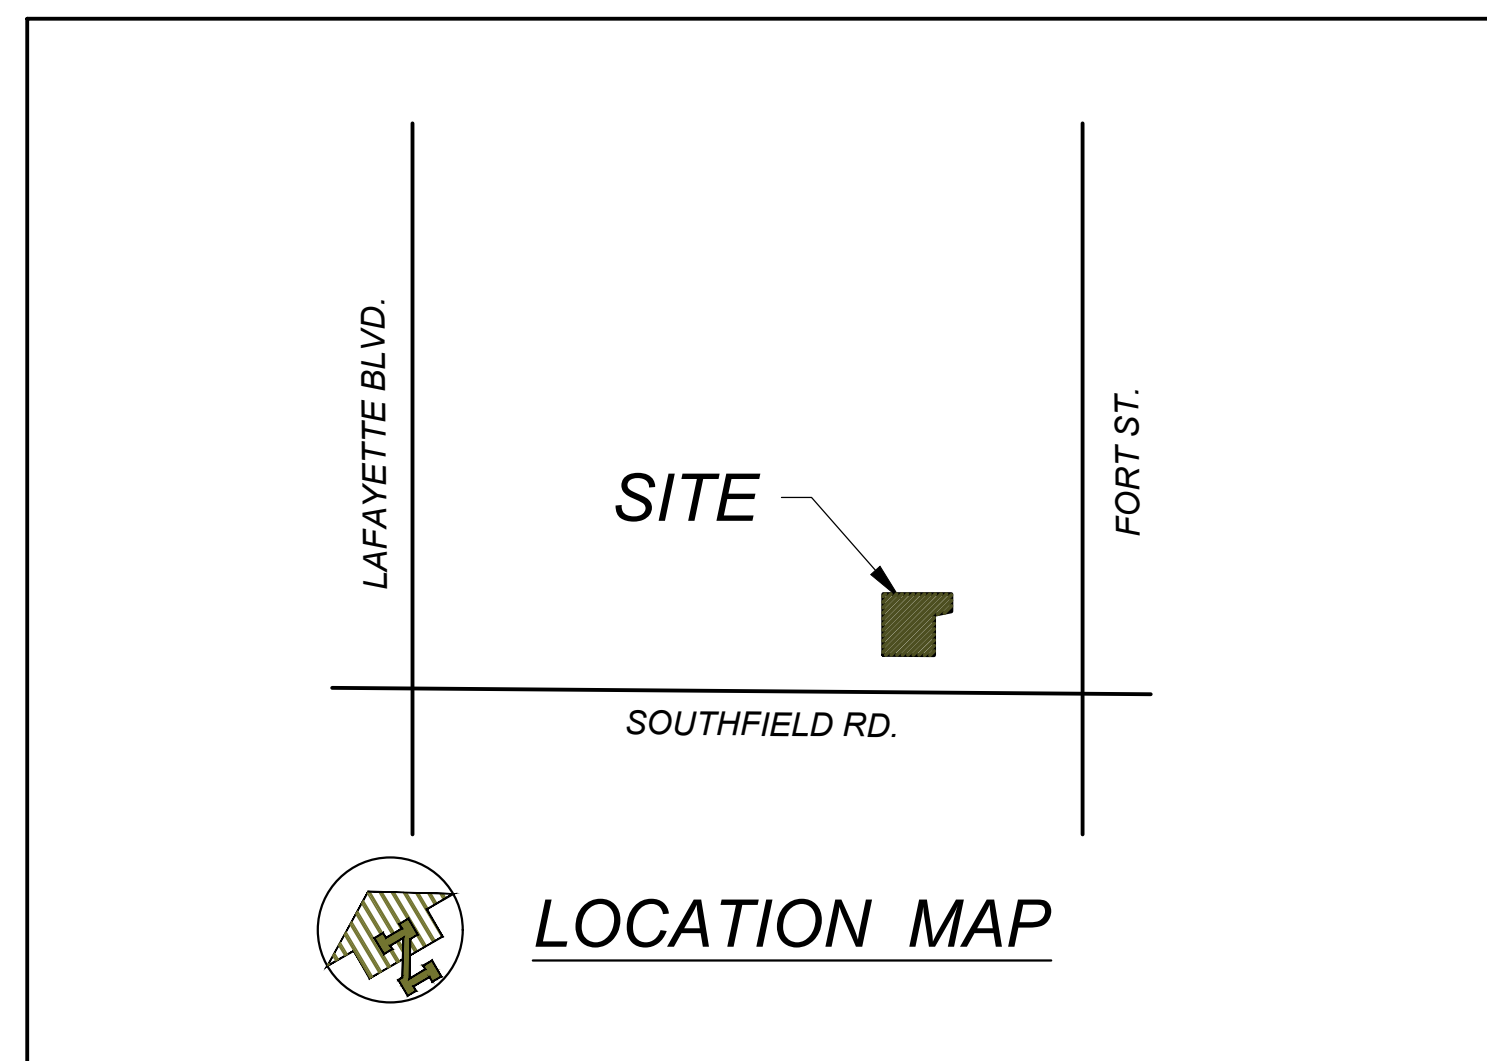 LAFAYETTE BLVD.
FORT ST.
SITE
SOUTHFIELD RD.
N
LOCATION MAP